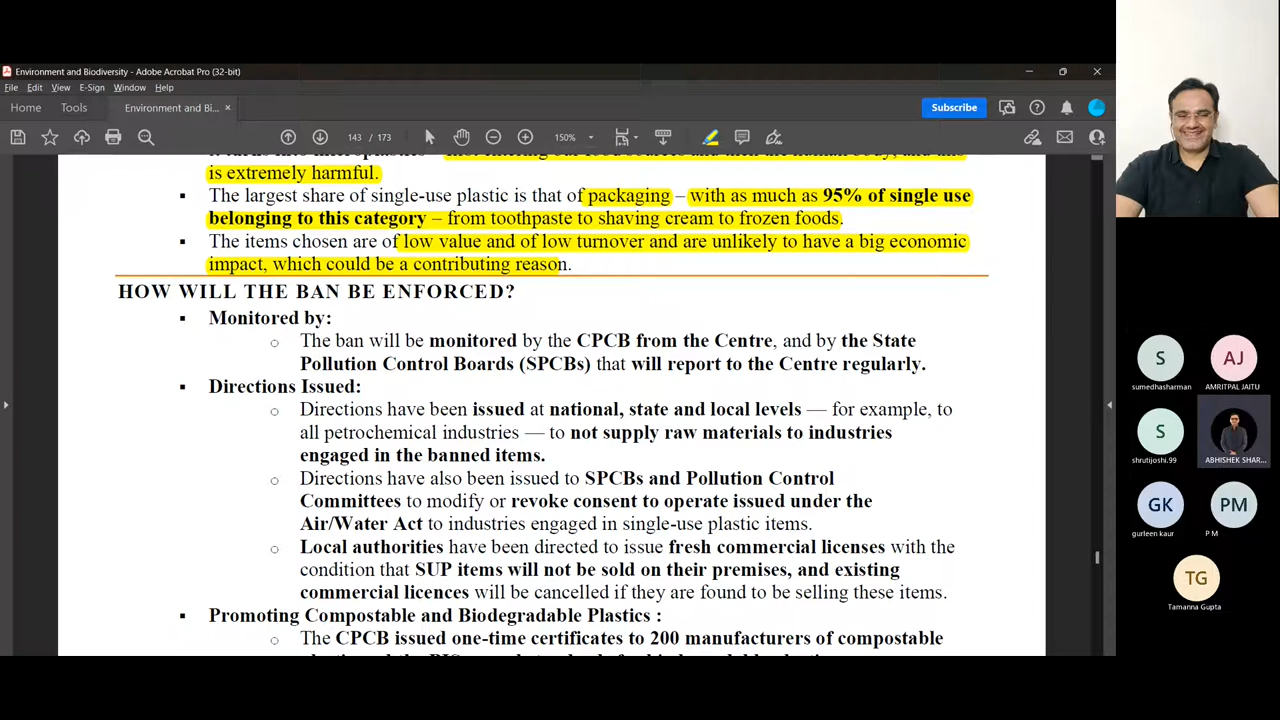 Environment and Biodiversity - Adobe Acrobat Pro (32-bit)
File Edit View E-Sign Window Help
Home Tools Environment and Bi... × Subscribe
143 / 173 150%
is extremely harmful.
▪ The largest share of single-use plastic is that of packaging – with as much as 95% of single use
belonging to this category – from toothpaste to shaving cream to frozen foods.
▪ The items chosen are of low value and of low turnover and are unlikely to have a big economic
impact, which could be a contributing reason.
HOW WILL THE BAN BE ENFORCED?
▪ Monitored by:
○ The ban will be monitored by the CPCB from the Centre, and by the State
Pollution Control Boards (SPCBs) that will report to the Centre regularly.
▪ Directions Issued:
○ Directions have been issued at national, state and local levels — for example, to
all petrochemical industries — to not supply raw materials to industries
engaged in the banned items.
○ Directions have also been issued to SPCBs and Pollution Control
Committees to modify or revoke consent to operate issued under the
Air/Water Act to industries engaged in single-use plastic items.
○ Local authorities have been directed to issue fresh commercial licenses with the
condition that SUP items will not be sold on their premises, and existing
commercial licences will be cancelled if they are found to be selling these items.
▪ Promoting Compostable and Biodegradable Plastics :
○ The CPCB issued one-time certificates to 200 manufacturers of compostable
S AJ
sumedhasharman AMRITPAL JAITU
S
shrutijoshi.99 ABHISHEK SHAR...
GK PM
gurleen kaur P M
TG
Tamanna Gupta